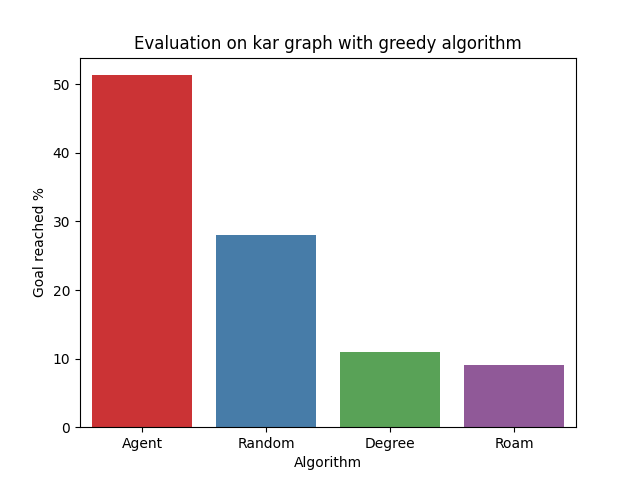 Evaluation on kar graph with greedy algorithm
Goal reached %
50
40
30
20
10
0
Agent Random Degree Roam
Algorithm